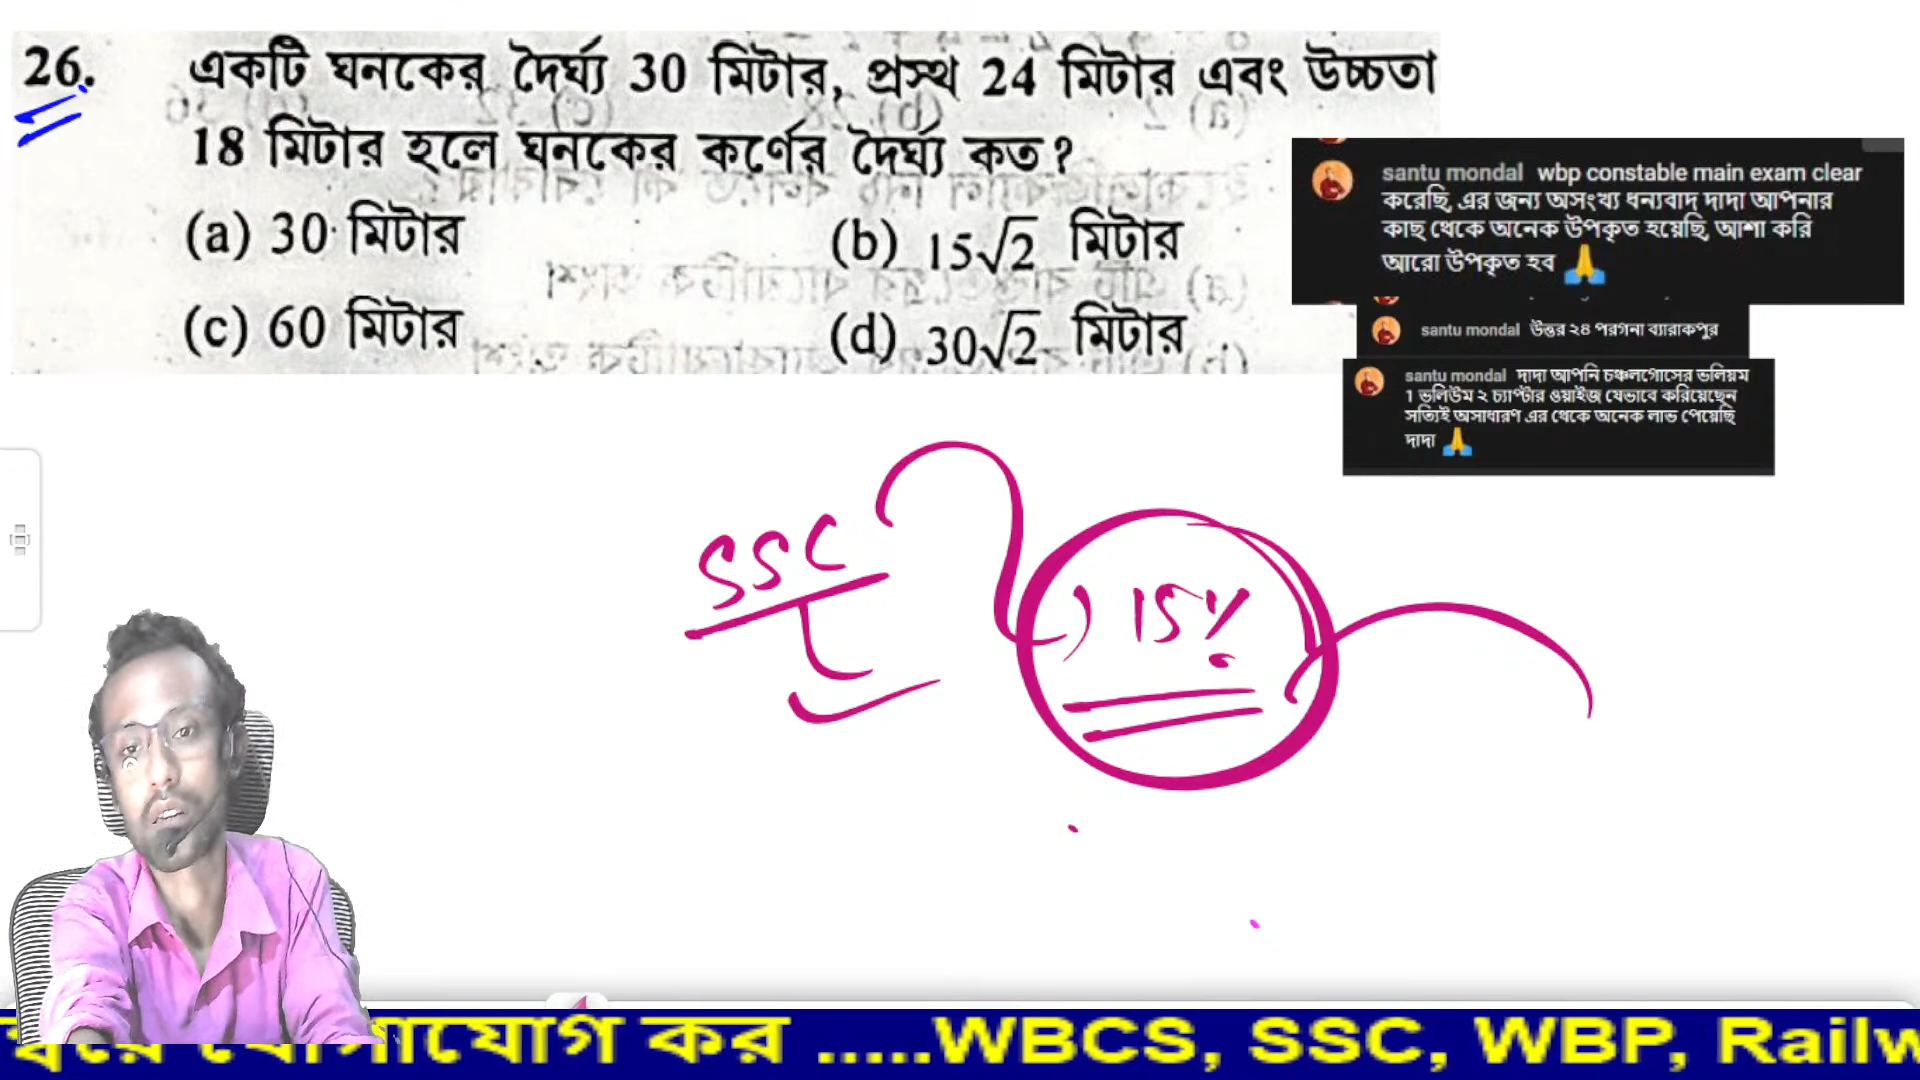 26. একটি ঘনকের দৈর্ঘ্য 30 মিটার, প্রস্থ 24 মিটার এবং উচ্চতা
18 মিটার হলে ঘনকের কর্ণের দৈর্ঘ্য কত?
(a) 30 মিটার (b) 15√2 মিটার
(c) 60 মিটার (d) 30√2 মিটার
santu mondal wbp constable main exam clear
করেছি, এর জন্য অসংখ্য ধন্যবাদ দাদা আপনার
কাছ থেকে অনেক উপকৃত হয়েছি, আশা করি
আরো উপকৃত হব 🙏
santu mondal উত্তর ২৪ পরগনা ব্যারাকপুর
santu mondal দাদা আপনি চঞ্চলগোসের ভলিয়ম
1 ভলিউম ২ চ্যাপ্টার ওয়াইজ যেভাবে করিয়েছেন
সত্যিই অসাধারণ এর থেকে অনেক লাভ পেয়েছি
দাদা 🙏
SSC
15%
যোগাযোগ কর .....WBCS, SSC, WBP, Railw